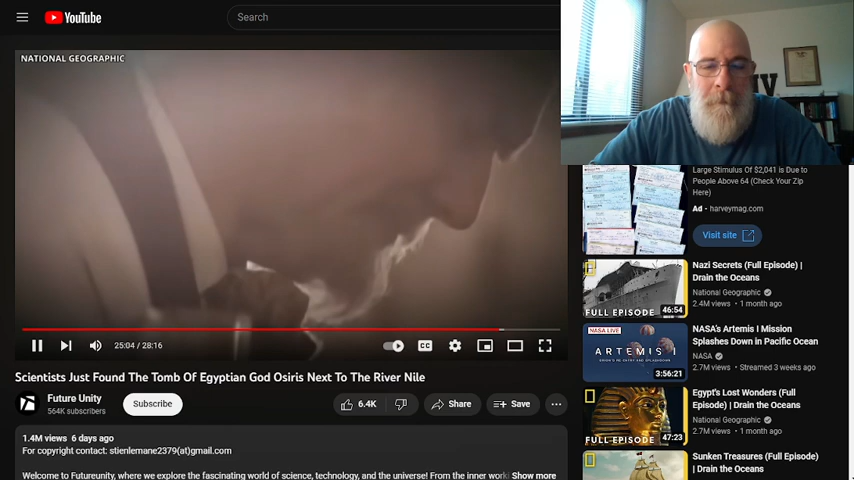 YouTube
Search
NATIONAL GEOGRAPHIC
25:04 / 28:16
CC
Scientists Just Found The Tomb Of Egyptian God Osiris Next To The River Nile
Future Unity
564K subscribers
Subscribe
6.4K
Share
Save
1.4M views 6 days ago
For copyright contact: stienlemane2379(at)gmail.com
Welcome to Futureunity, where we explore the fascinating world of science, technology, and the universe! From the inner work Show more
Large Stimulus Of $2,041 is Due to
People Above 64 (Check Your Zip
Here)
Ad - harveymag.com
Visit site
Nazi Secrets (Full Episode) |
Drain the Oceans
National Geographic
2.4M views • 1 month ago
FULL EPISODE
46:54
NASA's Artemis I Mission
Splashes Down in Pacific Ocean
NASA
2.7M views • Streamed 3 weeks ago
NASA LIVE
ARTEMIS I
3:56:21
Egypt's Lost Wonders (Full
Episode) | Drain the Oceans
National Geographic
2.7M views • 1 month ago
FULL EPISODE
47:23
Sunken Treasures (Full Episode)
| Drain the Oceans